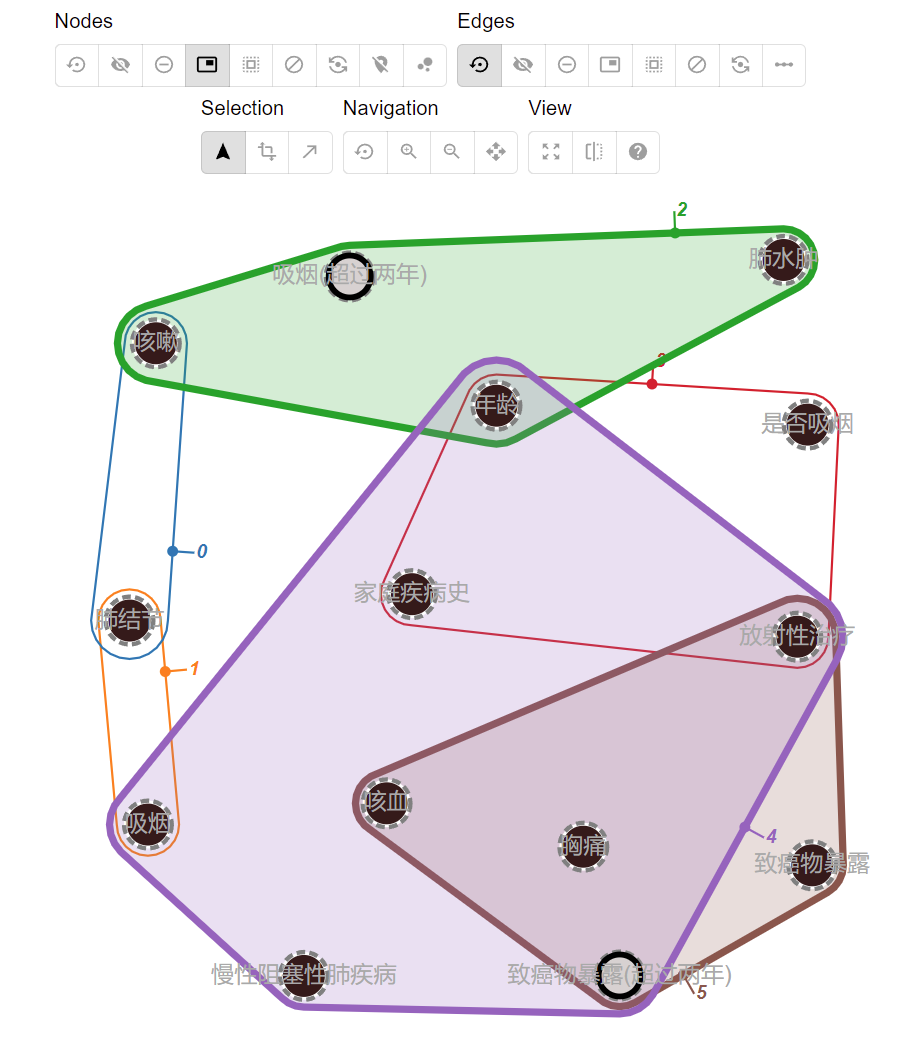 Nodes Edges
Selection Navigation View
2
吸烟(超过两年)
肺水肿
咳嗽
3
年龄
是否吸烟
0
家庭疾病史
肺结节
放射性治疗
1
咳血
吸烟
4
胸痛
致癌物暴露
慢性阻塞性肺疾病
致癌物暴露(超过两年)
5